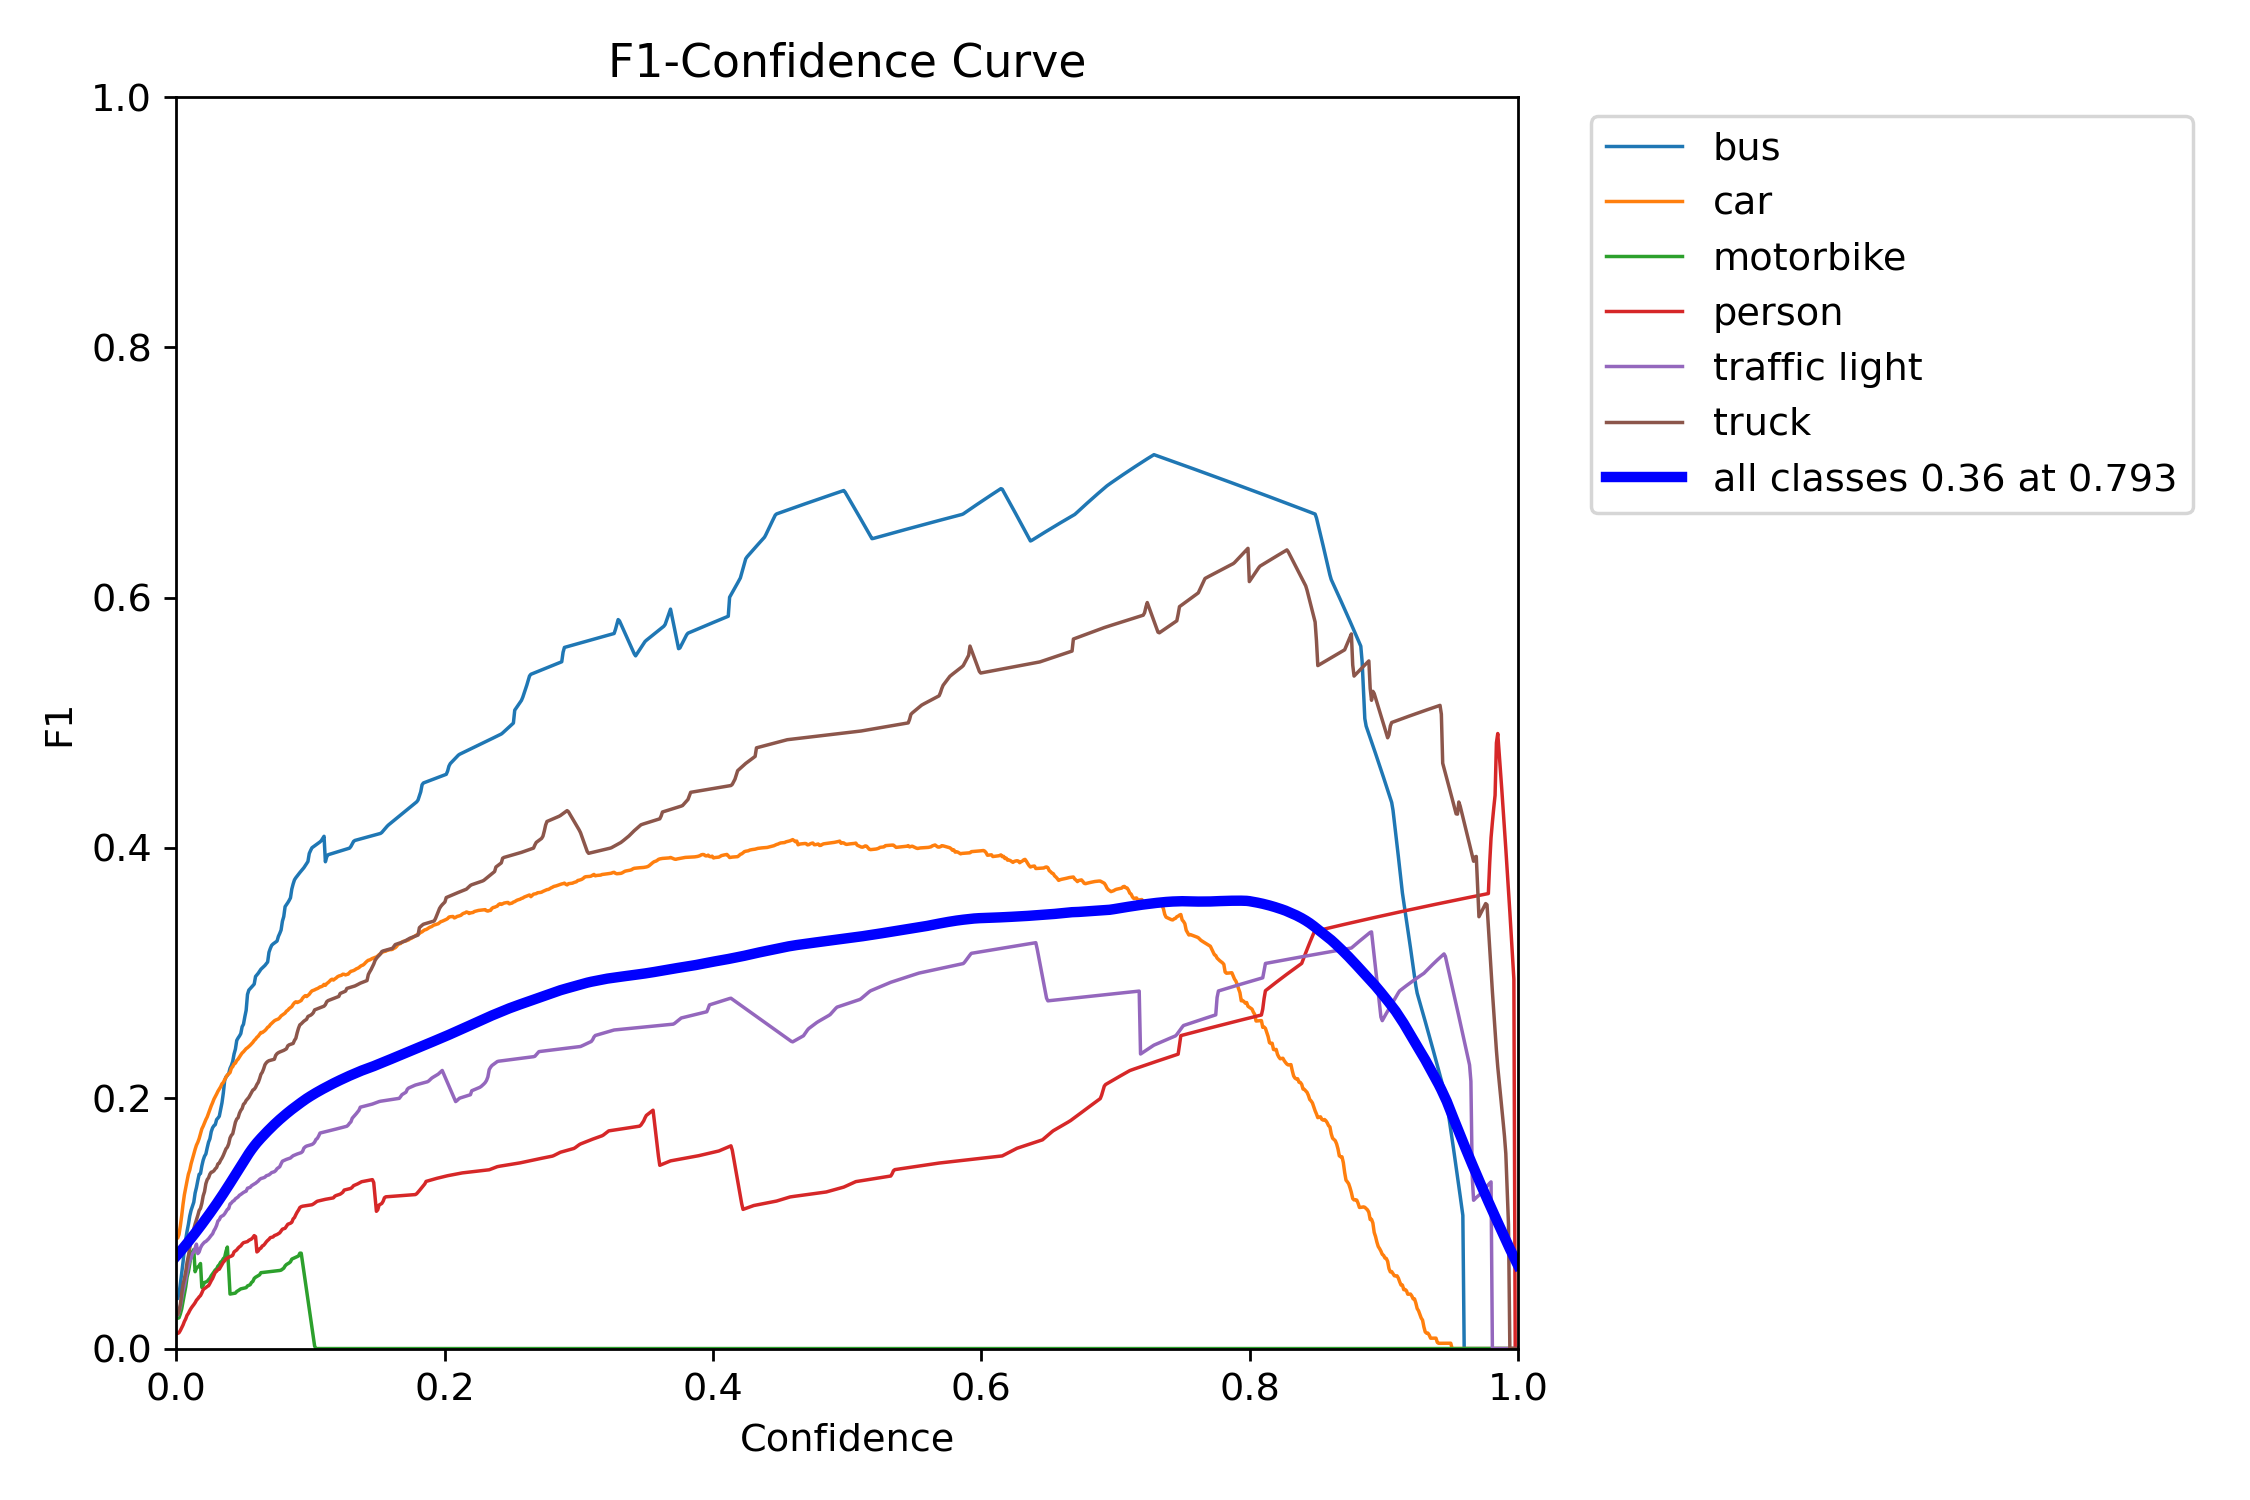 F1-Confidence Curve
1.0
0.8
0.6
0.4
0.2
0.0
F1
0.0 0.2 0.4 0.6 0.8 1.0
Confidence
bus
car
motorbike
person
traffic light
truck
all classes 0.36 at 0.793